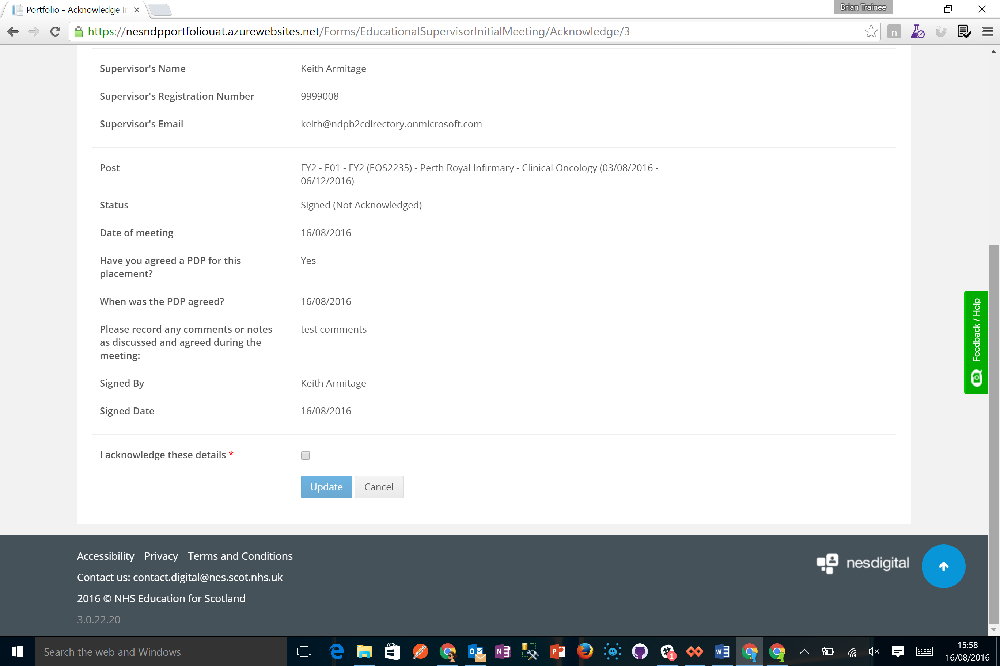 Portfolio - Acknowledge In
Brian Trainee
https://nesndpportfoliouat.azurewebsites.net/Forms/EducationalSupervisorInitialMeeting/Acknowledge/3
n
Supervisor's Name Keith Armitage
Supervisor's Registration Number 9999008
Supervisor's Email keith@ndpb2cdirectory.onmicrosoft.com
Post FY2 - E01 - FY2 (EOS2235) - Perth Royal Infirmary - Clinical Oncology (03/08/2016 -
06/12/2016)
Status Signed (Not Acknowledged)
Date of meeting 16/08/2016
Have you agreed a PDP for this Yes
placement?
When was the PDP agreed? 16/08/2016
Please record any comments or notes test comments
as discussed and agreed during the
meeting:
Signed By Keith Armitage
Signed Date 16/08/2016
I acknowledge these details *
Update Cancel
Feedback / Help
Accessibility Privacy Terms and Conditions
Contact us: contact.digital@nes.scot.nhs.uk
2016 © NHS Education for Scotland
3.0.22.20
nesdigital
Search the web and Windows
1
15:58
16/08/2016